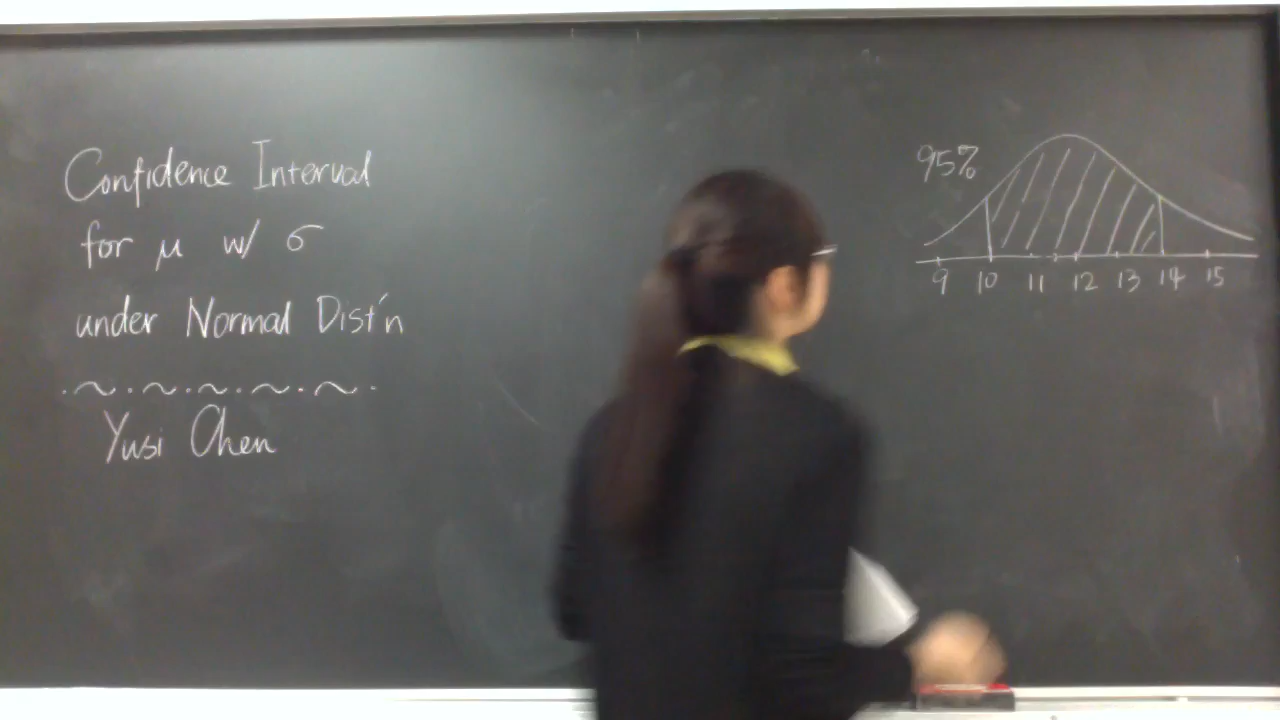 Confidence Interval
for μ w/ σ
under Normal Dist'n
Yusi Chen
95%
9 10 11 12 13 14 15